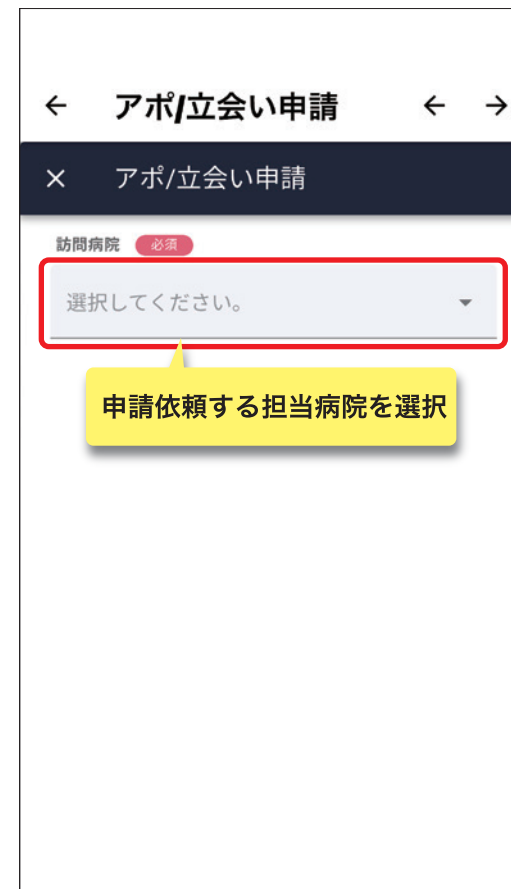 アポ/立会い申請
アポ/立会い申請
訪問病院 必須
選択してください。
申請依頼する担当病院を選択